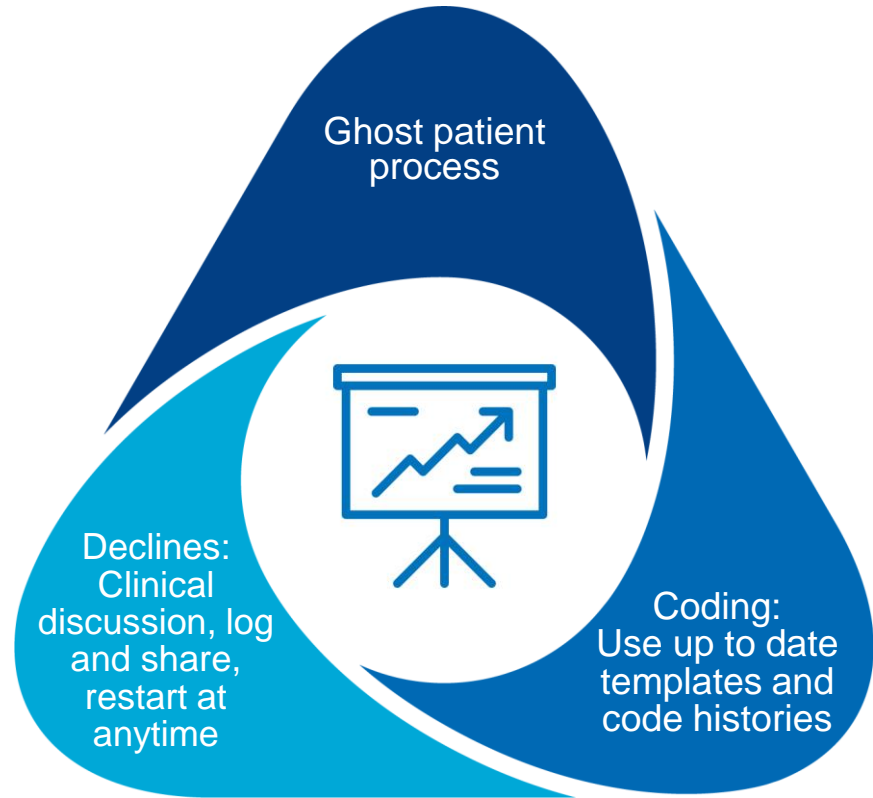 Ghost patient
process
Declines:
Clinical
discussion, log
and share,
restart at
anytime
Coding:
Use up to date
templates and
code histories